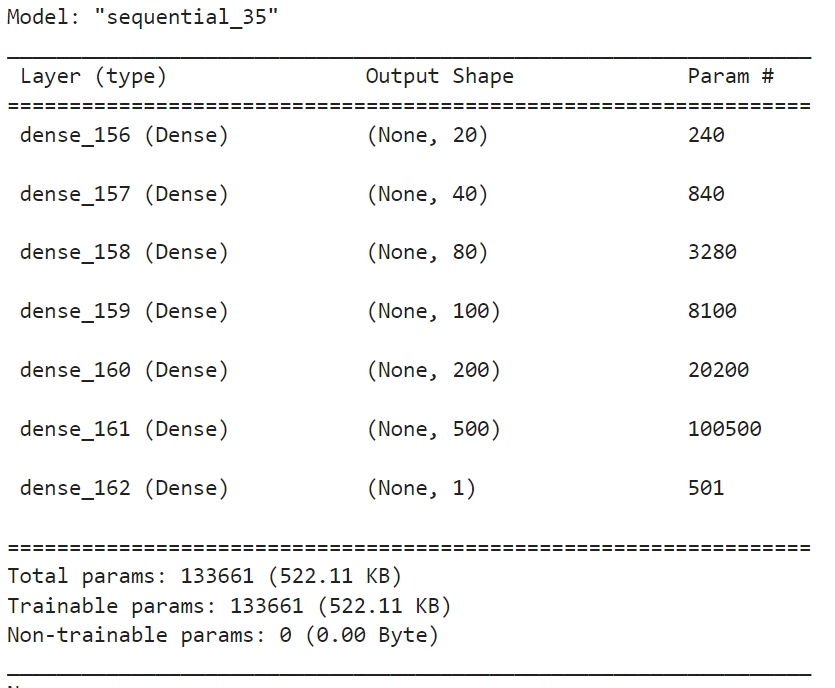 Model: "sequential_35"
_________________________________________________________________
Layer (type) Output Shape Param #
=================================================================
dense_156 (Dense) (None, 20) 240
dense_157 (Dense) (None, 40) 840
dense_158 (Dense) (None, 80) 3280
dense_159 (Dense) (None, 100) 8100
dense_160 (Dense) (None, 200) 20200
dense_161 (Dense) (None, 500) 100500
dense_162 (Dense) (None, 1) 501
=================================================================
Total params: 133661 (522.11 KB)
Trainable params: 133661 (522.11 KB)
Non-trainable params: 0 (0.00 Byte)
_________________________________________________________________